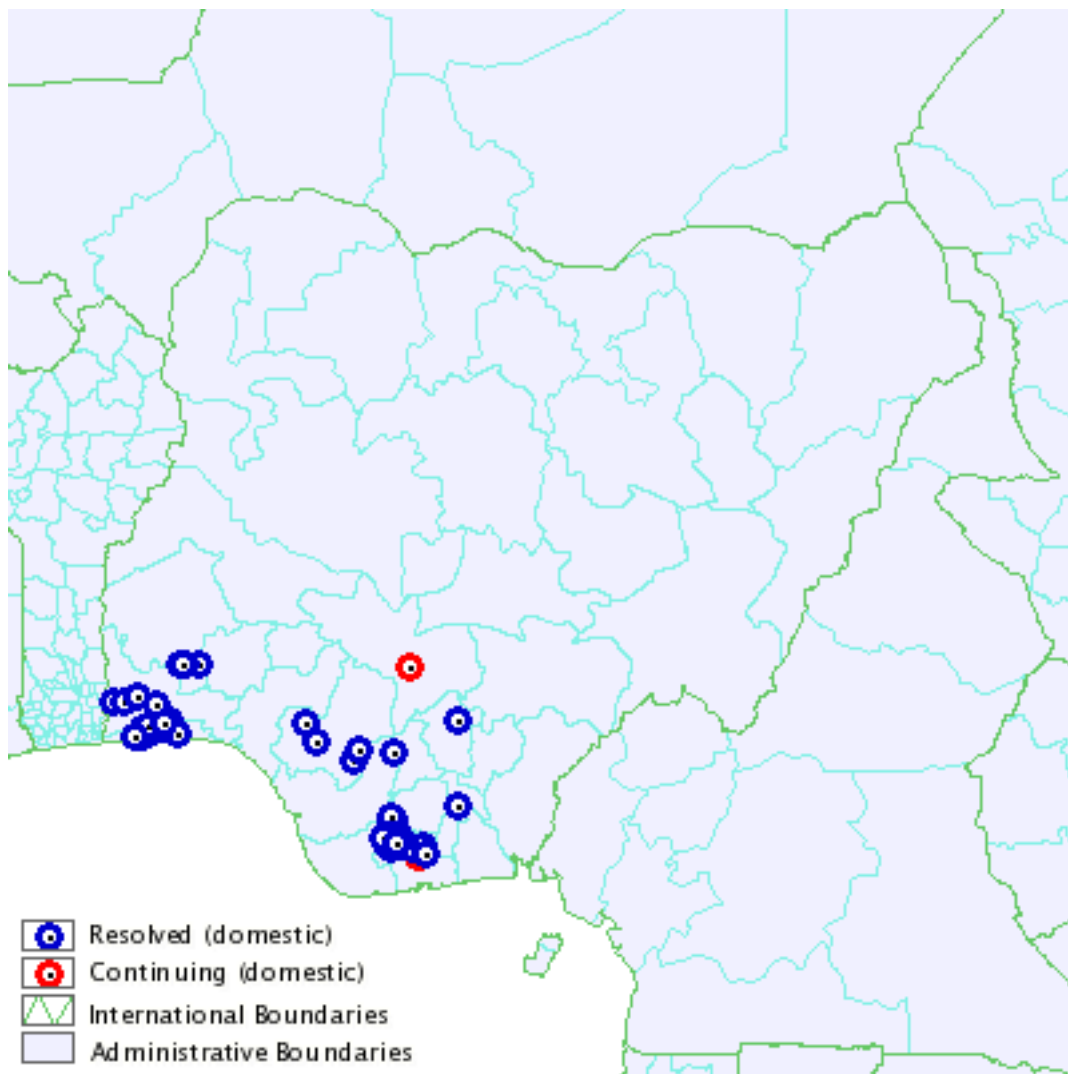 Resolved (domestic)
Continuing (domestic)
International Boundaries
Administrative Boundaries